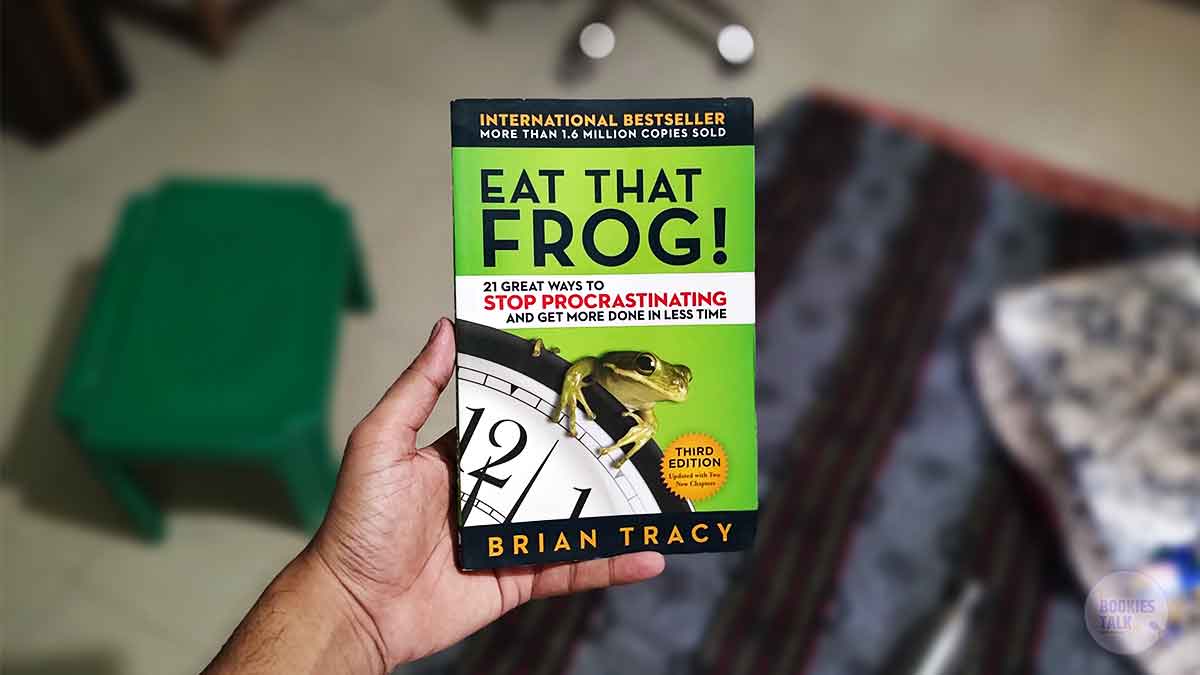 INTERNATIONAL BESTSELLER
MORE THAN 1.6 MILLION COPIES SOLD
EAT THAT
FROG!
21 GREAT WAYS TO
STOP PROCRASTINATING
AND GET MORE DONE IN LESS TIME
12
1
THIRD
EDITION
Updated with Two
New Chapters
BRIAN TRACY
BOOKIES
TALK